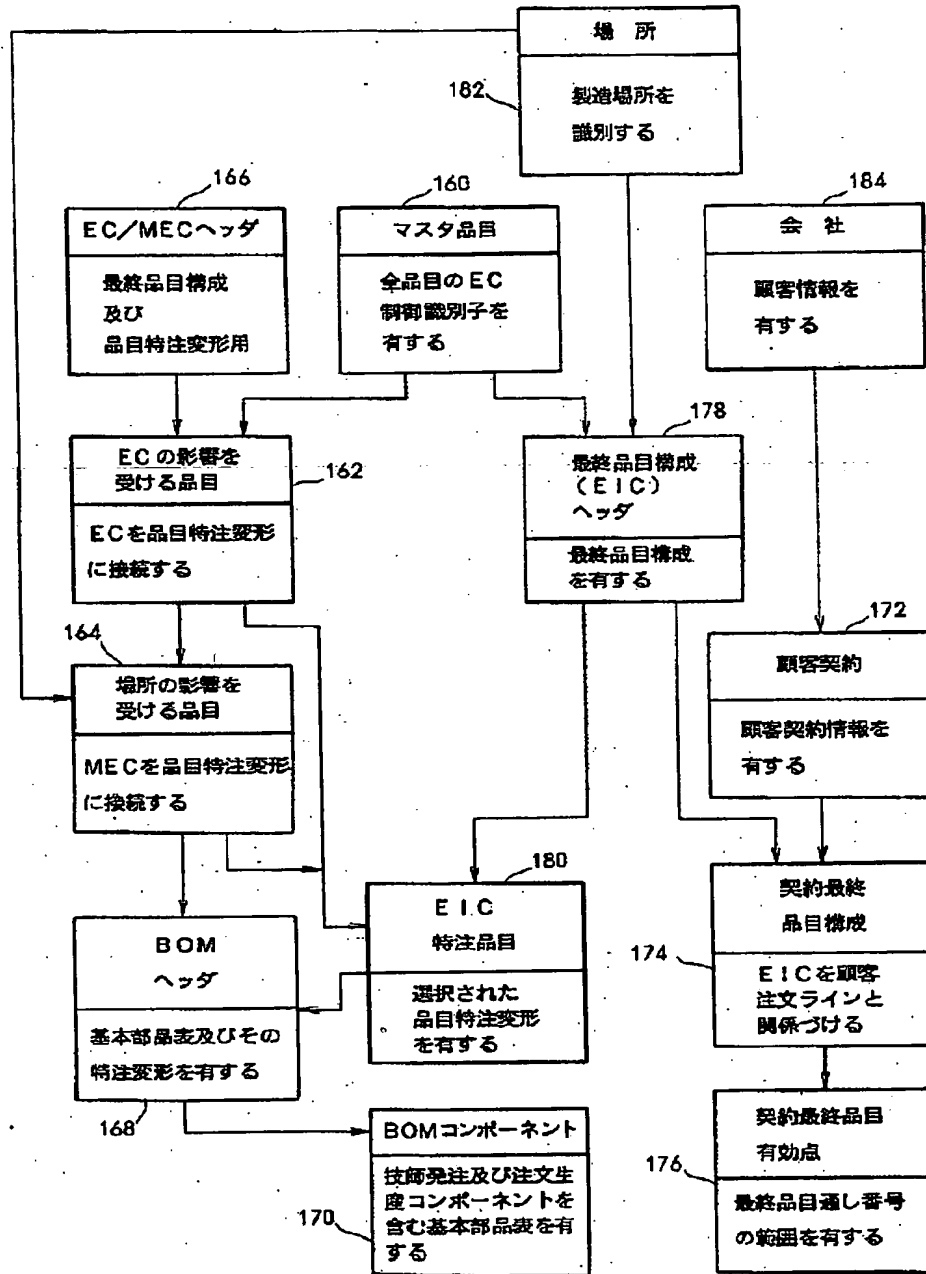 場 所
182
製造場所を
識別する
166
EC／MECヘッダ
最終品目構成
及び
品目特注変形用
160
マスタ品目
全品目のEC
制御識別子を
有する
184
会 社
顧客情報を
有する
ECの影響を
受ける品目
162
ECを品目特注変形
に接続する
178
最終品目構成
(EIC)
ヘッダ
最終品目構成
を有する
164
場所の影響を
受ける品目
MECを品目特注変形
に接続する
172
顧客契約
顧客契約情報を
有する
BOM
ヘッダ
基本部品表及びその
特注変形を有する
168
180
EIC
特注品目
選択された
品目特注変形
を有する
契約最終
品目構成
174
EICを顧客
注文ラインと
関係づける
BOMコンポーネント
170
技師発注及び注文生
度コンポーネントを
含む基本部品表を有
する
契約最終品目
有効点
176
最終品目通し番号
の範囲を有する